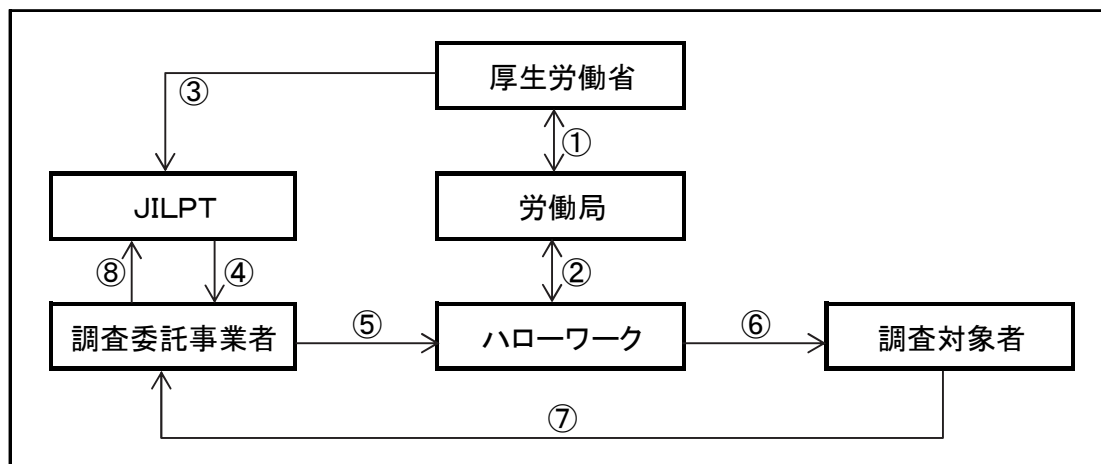 厚生労働省
③
①
JILPT
労働局
⑧
④
②
調査委託事業者
⑤
ハローワーク
⑥
調査対象者
⑦